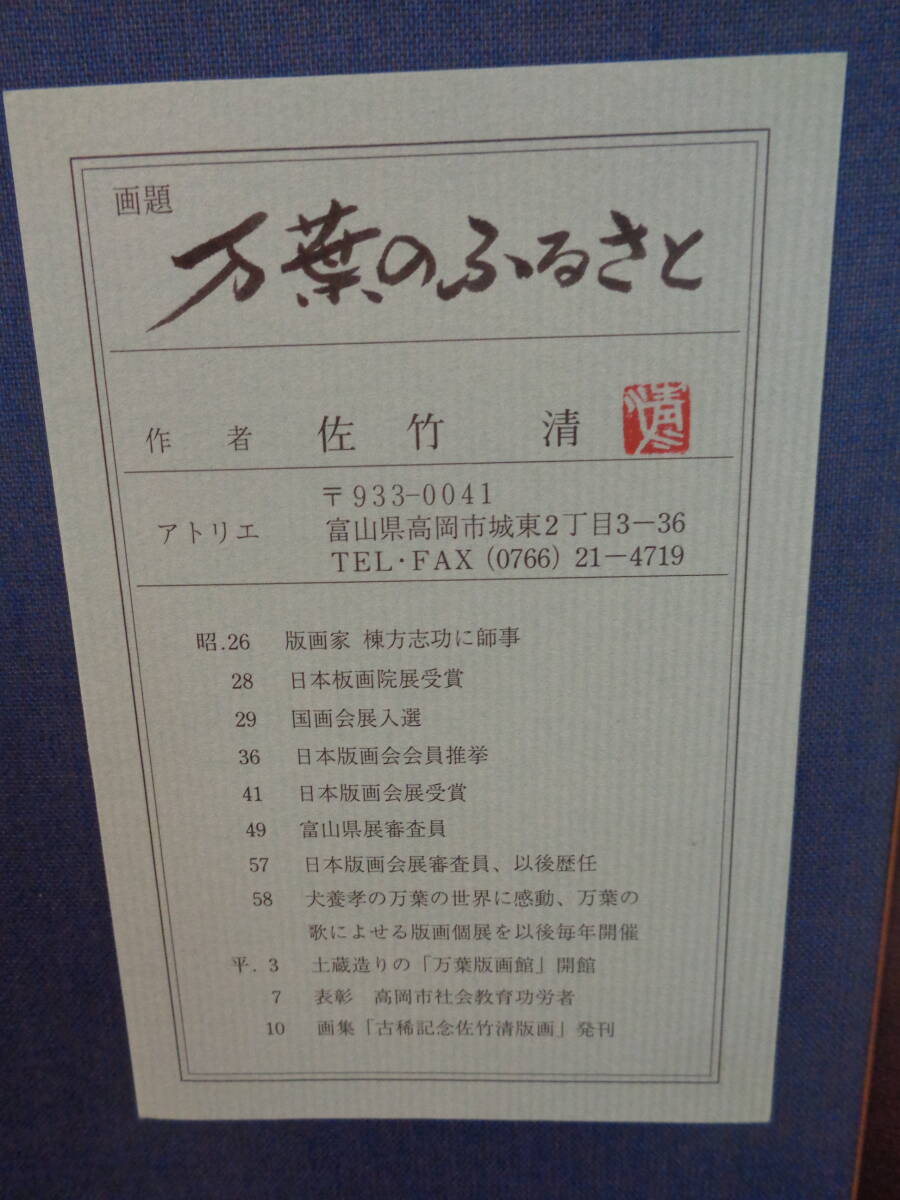 画題
万葉のふるさと
作者 佐竹 清
〒933-0041
アトリエ 富山県高岡市城東2丁目3-36
TEL・FAX (0766) 21-4719
昭.26 版画家 棟方志功に師事
28 日本板画院展受賞
29 国画会展入選
36 日本版画会会員推挙
41 日本版画会展受賞
49 富山県展審査員
57 日本版画会展審査員、以後歴任
58 犬養孝の万葉の世界に感動、万葉の
歌によせる版画個展を以後毎年開催
平. 3 土蔵造りの「万葉版画館」開館
7 表彰 高岡市社会教育功労者
10 画集「古稀記念佐竹清版画」発刊